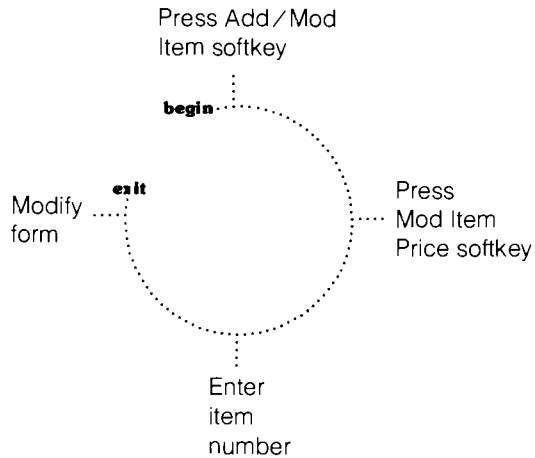 Press Add/Mod
Item softkey
begin
Press
Mod Item
Price softkey
Enter
item
number
Modify
form
exit